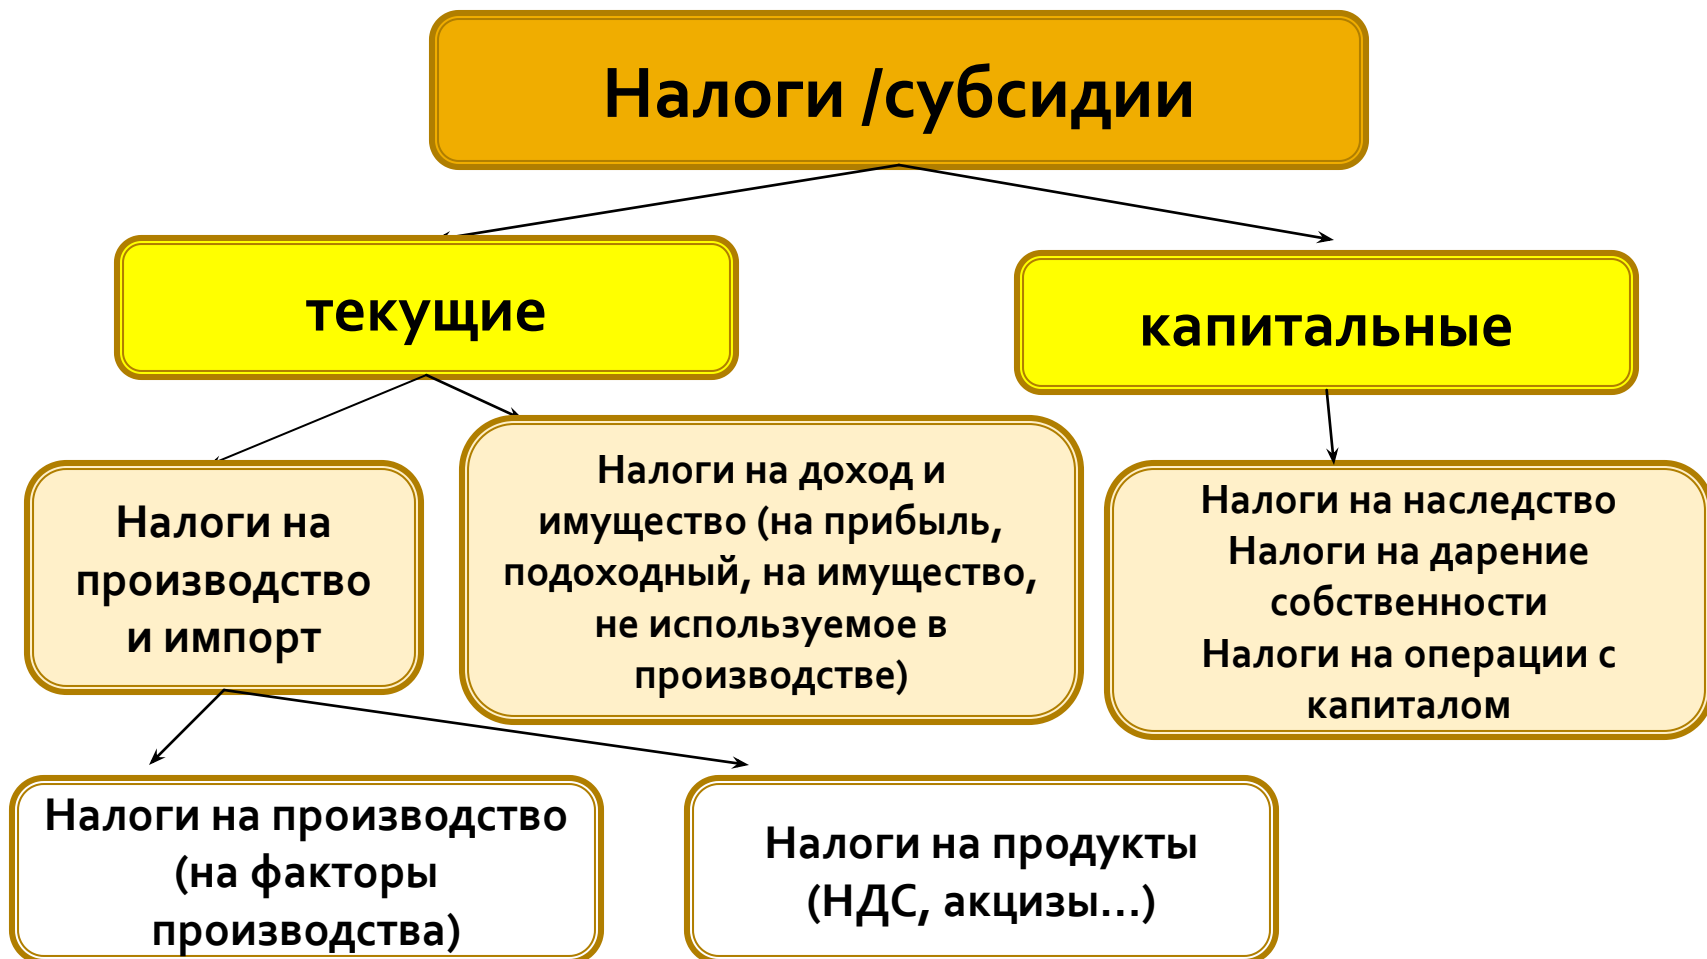 Налоги /субсидии
текущие
капитальные
Налоги на
производство
и импорт
Налоги на доход и
имущество (на прибыль,
подоходный, на имущество,
не используемое в
производстве)
Налоги на наследство
Налоги на дарение
собственности
Налоги на операции с
капиталом
Налоги на производство
(на факторы
производства)
Налоги на продукты
(НДС, акцизы...)